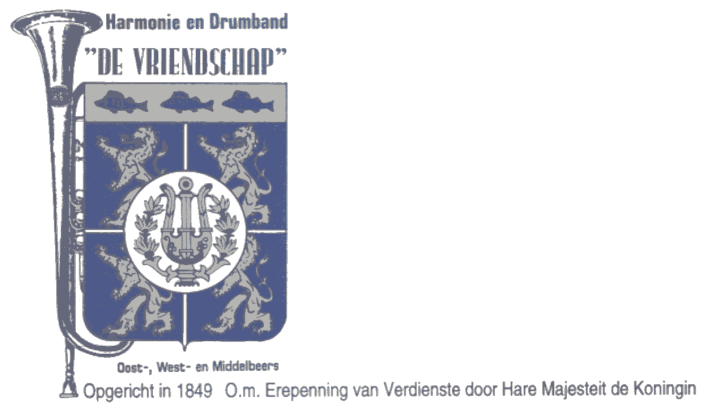 Harmonie en Drumband
"DE VRIENDSCHAP"
Oost-, West- en Middelbeers
Opgericht in 1849 O.m. Erepenning van Verdienste door Hare Majesteit de Koningin